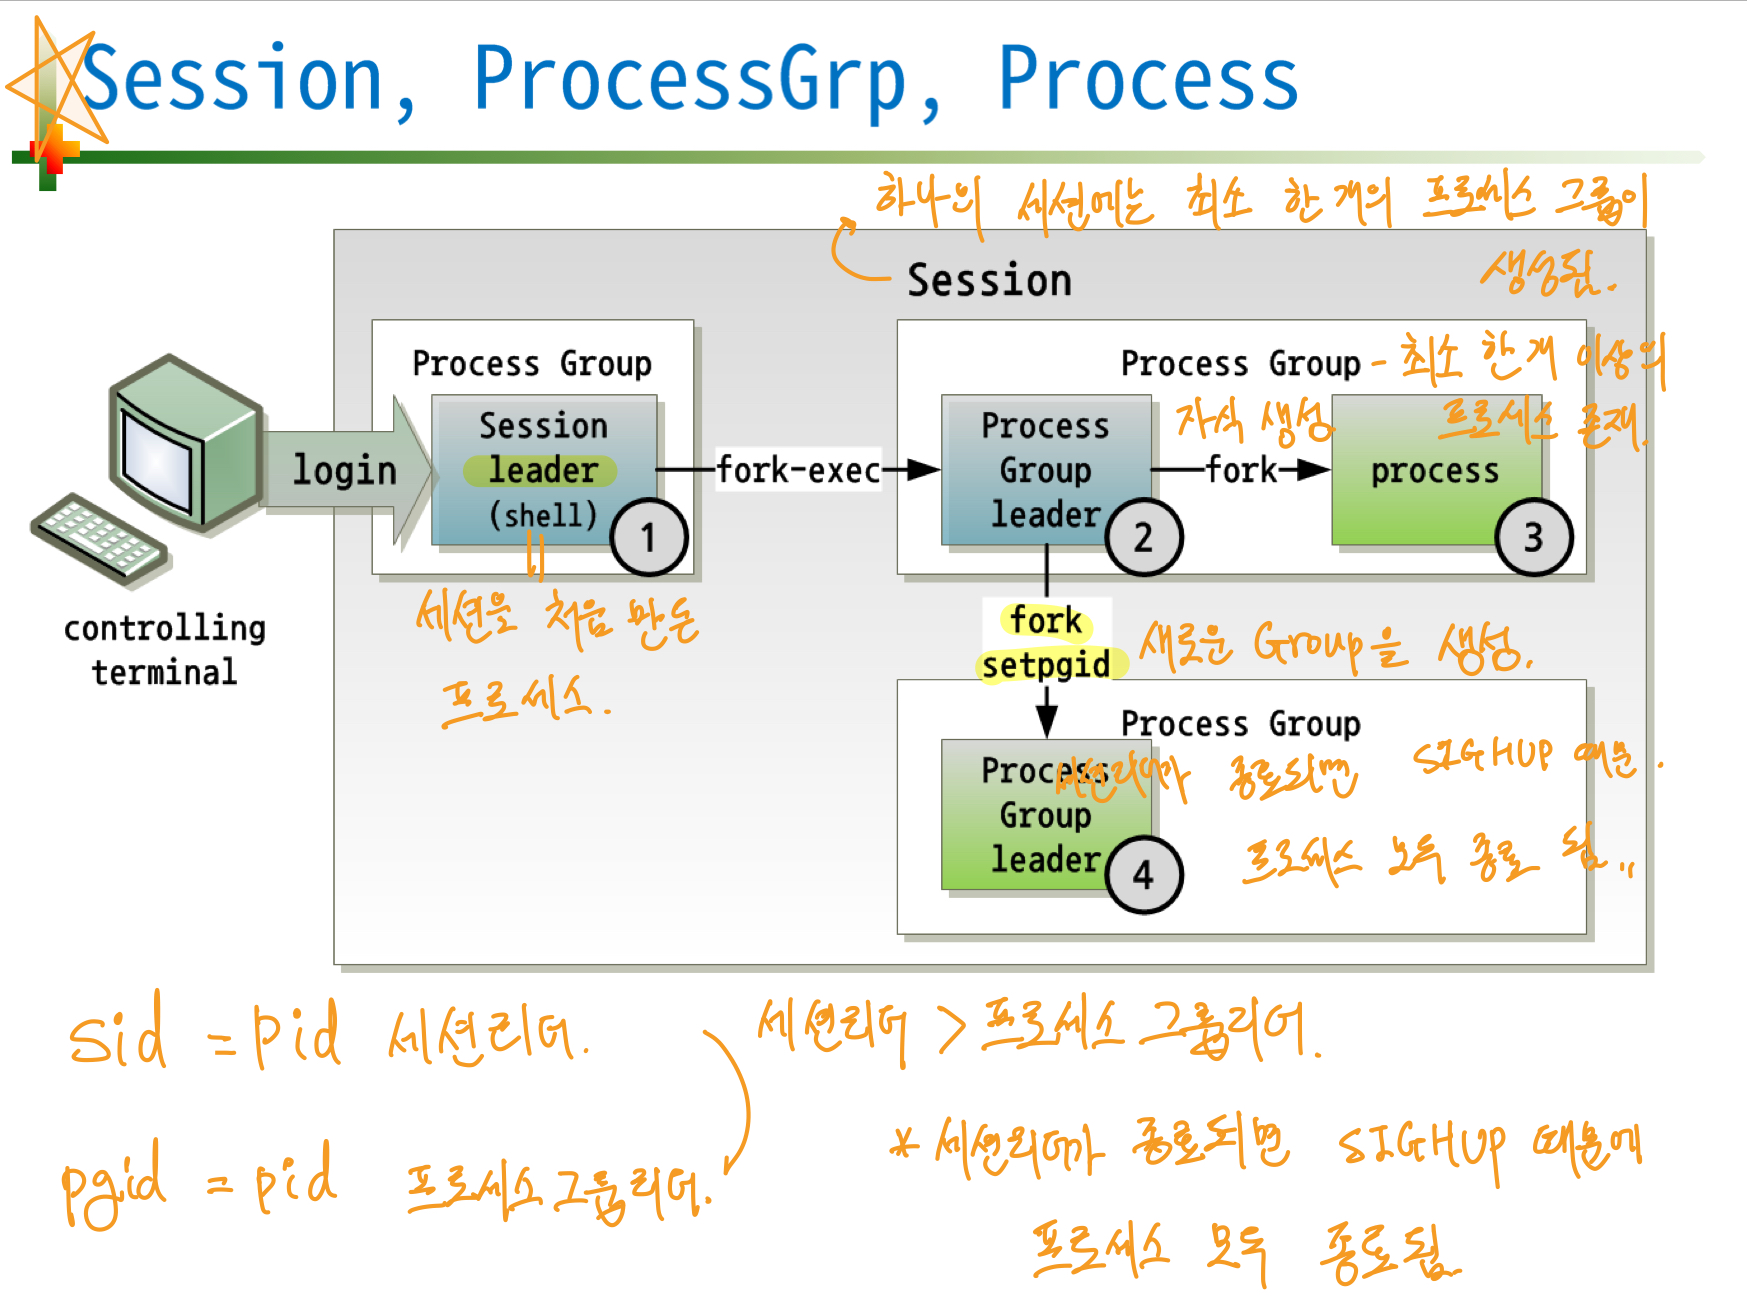 Session, ProcessGrp, Process
하나의 세션에는 최소 한 개의 프로세스 그룹이
생성됨.
Session
Process Group
Process Group - 최소 한 개 이상의
프로세스 존재.
자식 생성
login
Session
leader
(shell)
1
fork-exec
Process
Group
leader
2
fork
process
3
controlling
terminal
세션을 처음 만든
프로세스.
fork
setpgid
새로운 Group을 생성.
Process Group
Process
Group
leader
4
세션리더가 종료되면 SIGHUP 때문.
프로세스 모두 종료 됨..
sid = pid 세션리더.
pgid = pid 프로세스그룹리더.
세션리더 > 프로세스 그룹리더.
* 세션리더가 종료되면 SIGHUP 때문에
프로세스 모두 종료됨